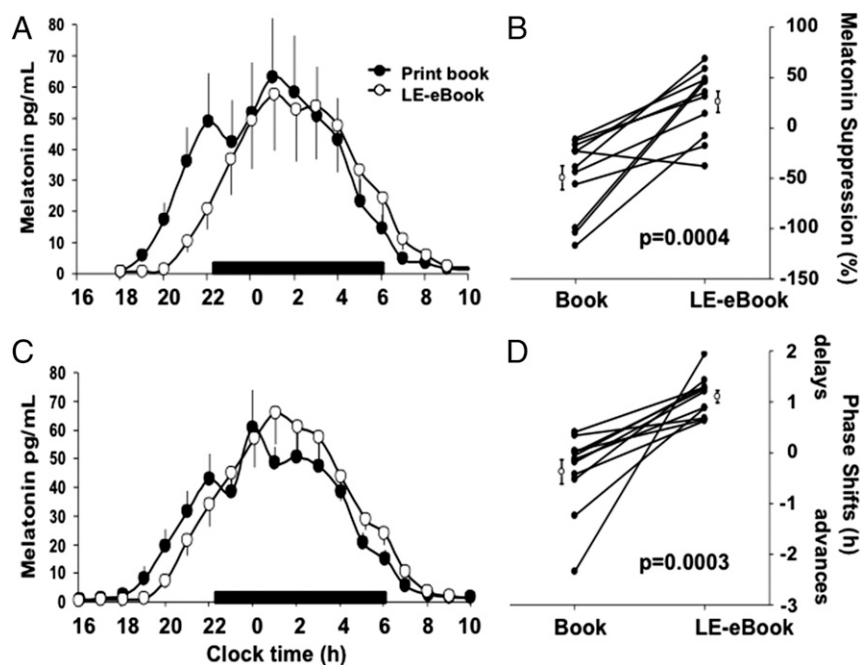 A
Melatonin pg/mL
80
70
60
50
40
30
20
10
0
16 18 20 22 0 2 4 6 8 10
Print book
LE-eBook
B
Melatonin Suppression (%)
100
50
0
-50
-100
-150
p=0.0004
Book LE-eBook
C
Melatonin pg/mL
80
70
60
50
40
30
20
10
0
16 18 20 22 0 2 4 6 8 10
Clock time (h)
D
Phase Shifts (h)
delays
advances
2
1
0
-1
-2
-3
p=0.0003
Book LE-eBook